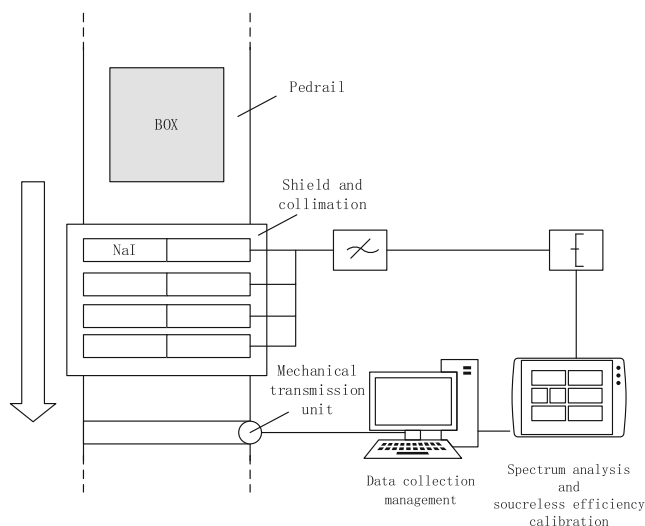 Pedrail
BOX
Shield and
collimation
NaI
Mechanical
transmission
unit
Data collection
management
Spectrum analysis
and
soucreless efficiency
calibration